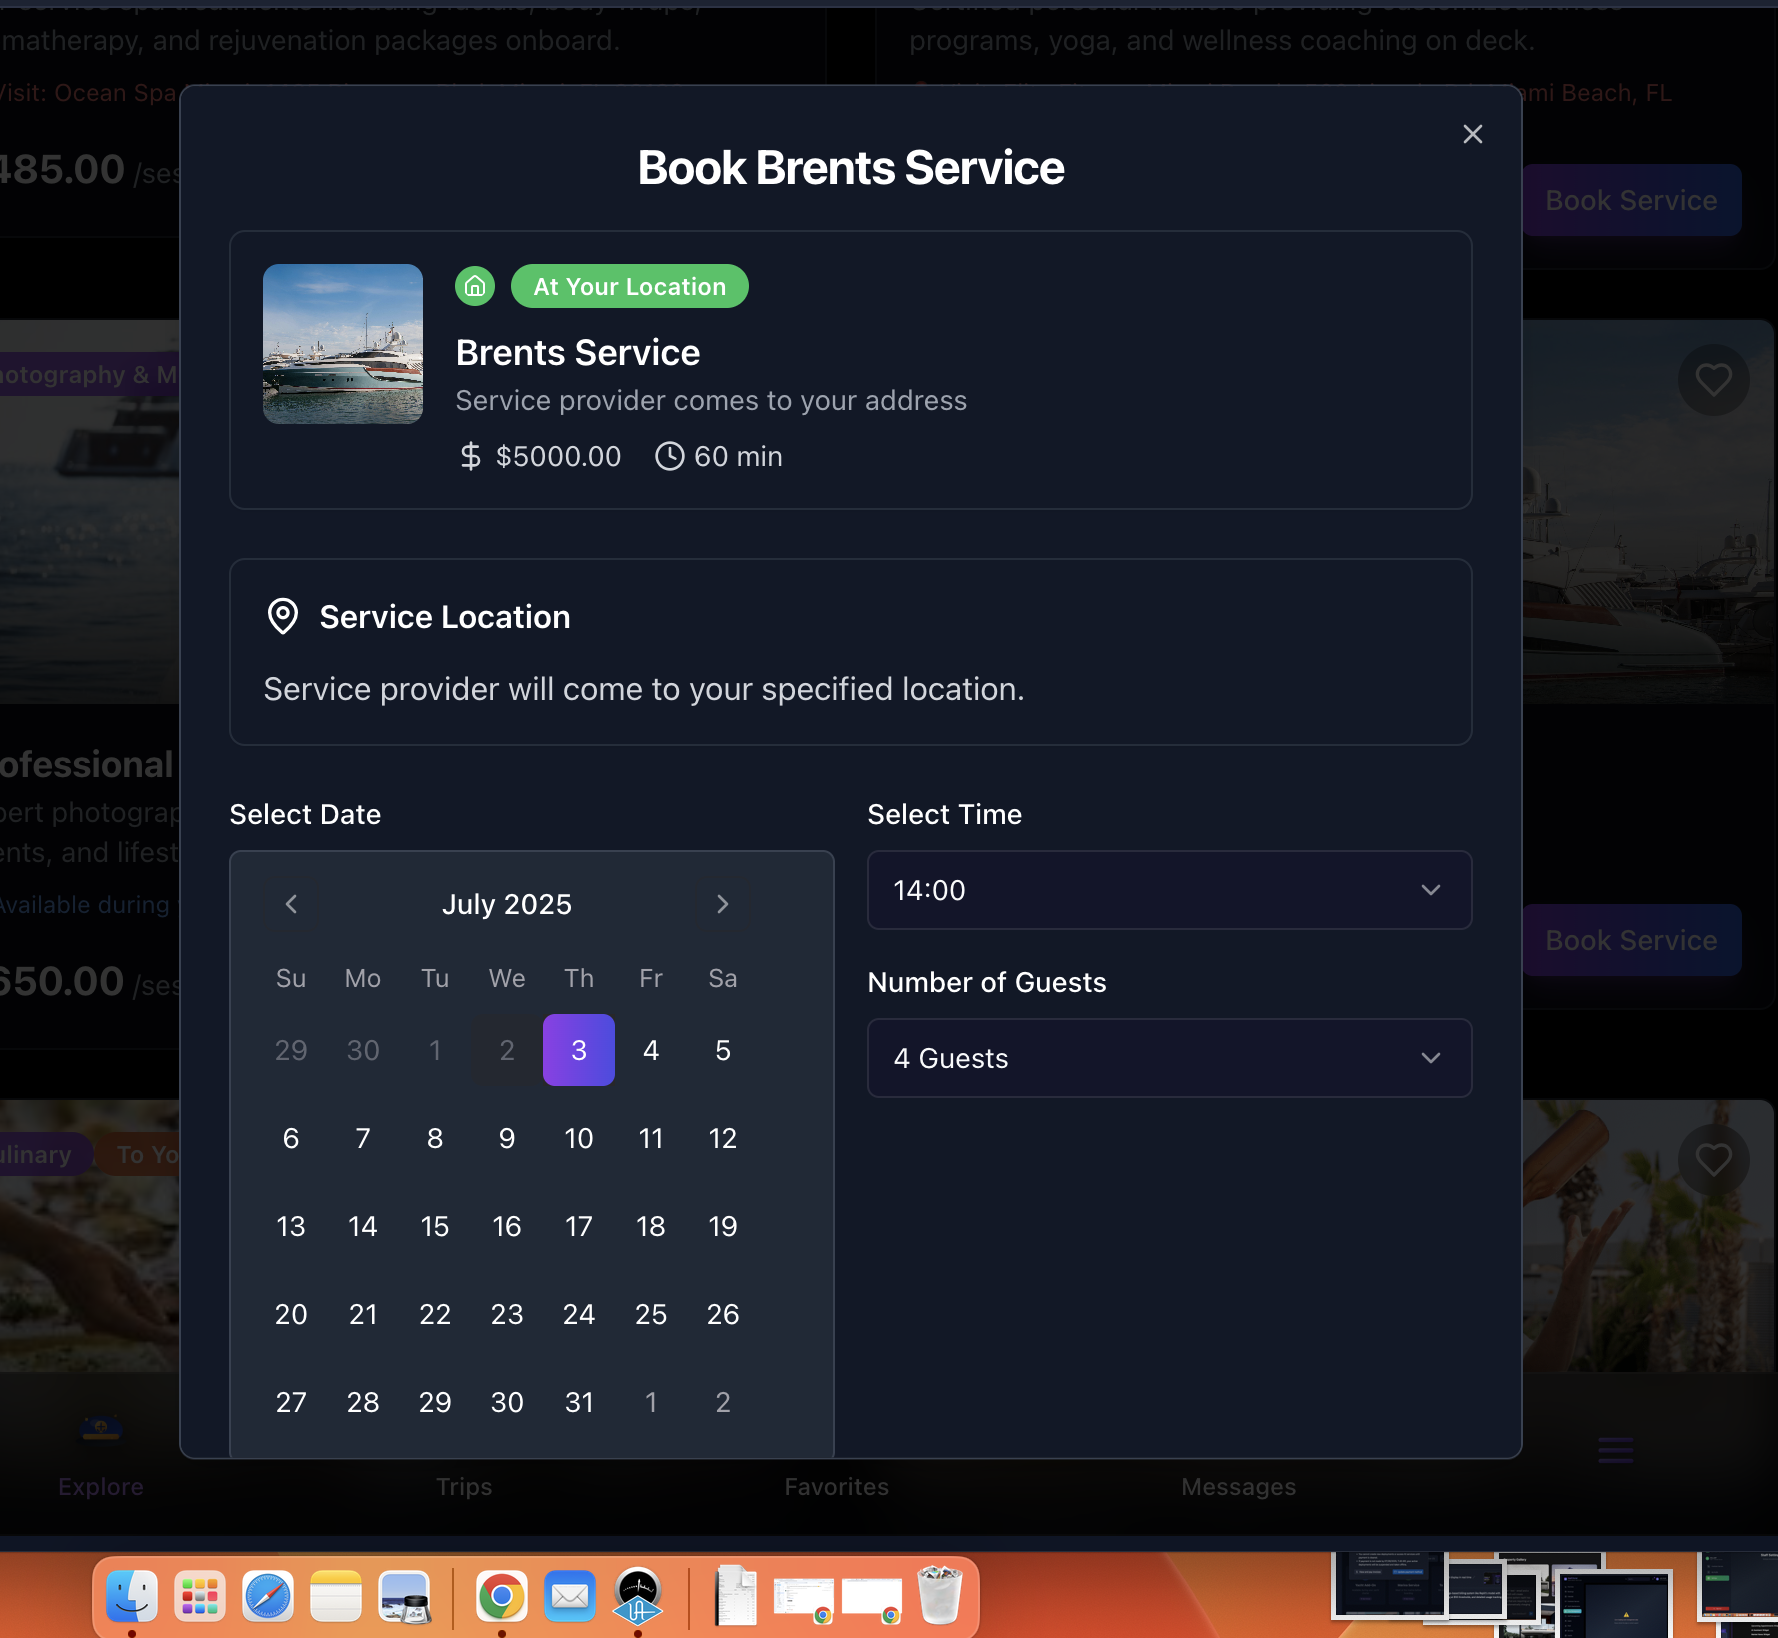 matherapy, and rejuvenation packages onboard.
programs, yoga, and wellness coaching on deck.
Visit: Ocean Spa
ami Beach, FL
485.00 /ses
Book Service
Book Brents Service
At Your Location
Brents Service
Service provider comes to your address
$5000.00 60 min
otography & M
Service Location
Service provider will come to your specified location.
ofessional
pert photograp
ents, and lifest
Available during
650.00 /ses
Book Service
Select Date
July 2025
Su Mo Tu We Th Fr Sa
29 30 1 2 3 4 5
6 7 8 9 10 11 12
13 14 15 16 17 18 19
20 21 22 23 24 25 26
27 28 29 30 31 1 2
Select Time
14:00
Number of Guests
4 Guests
ulinary To Yo
Explore Trips Favorites Messages